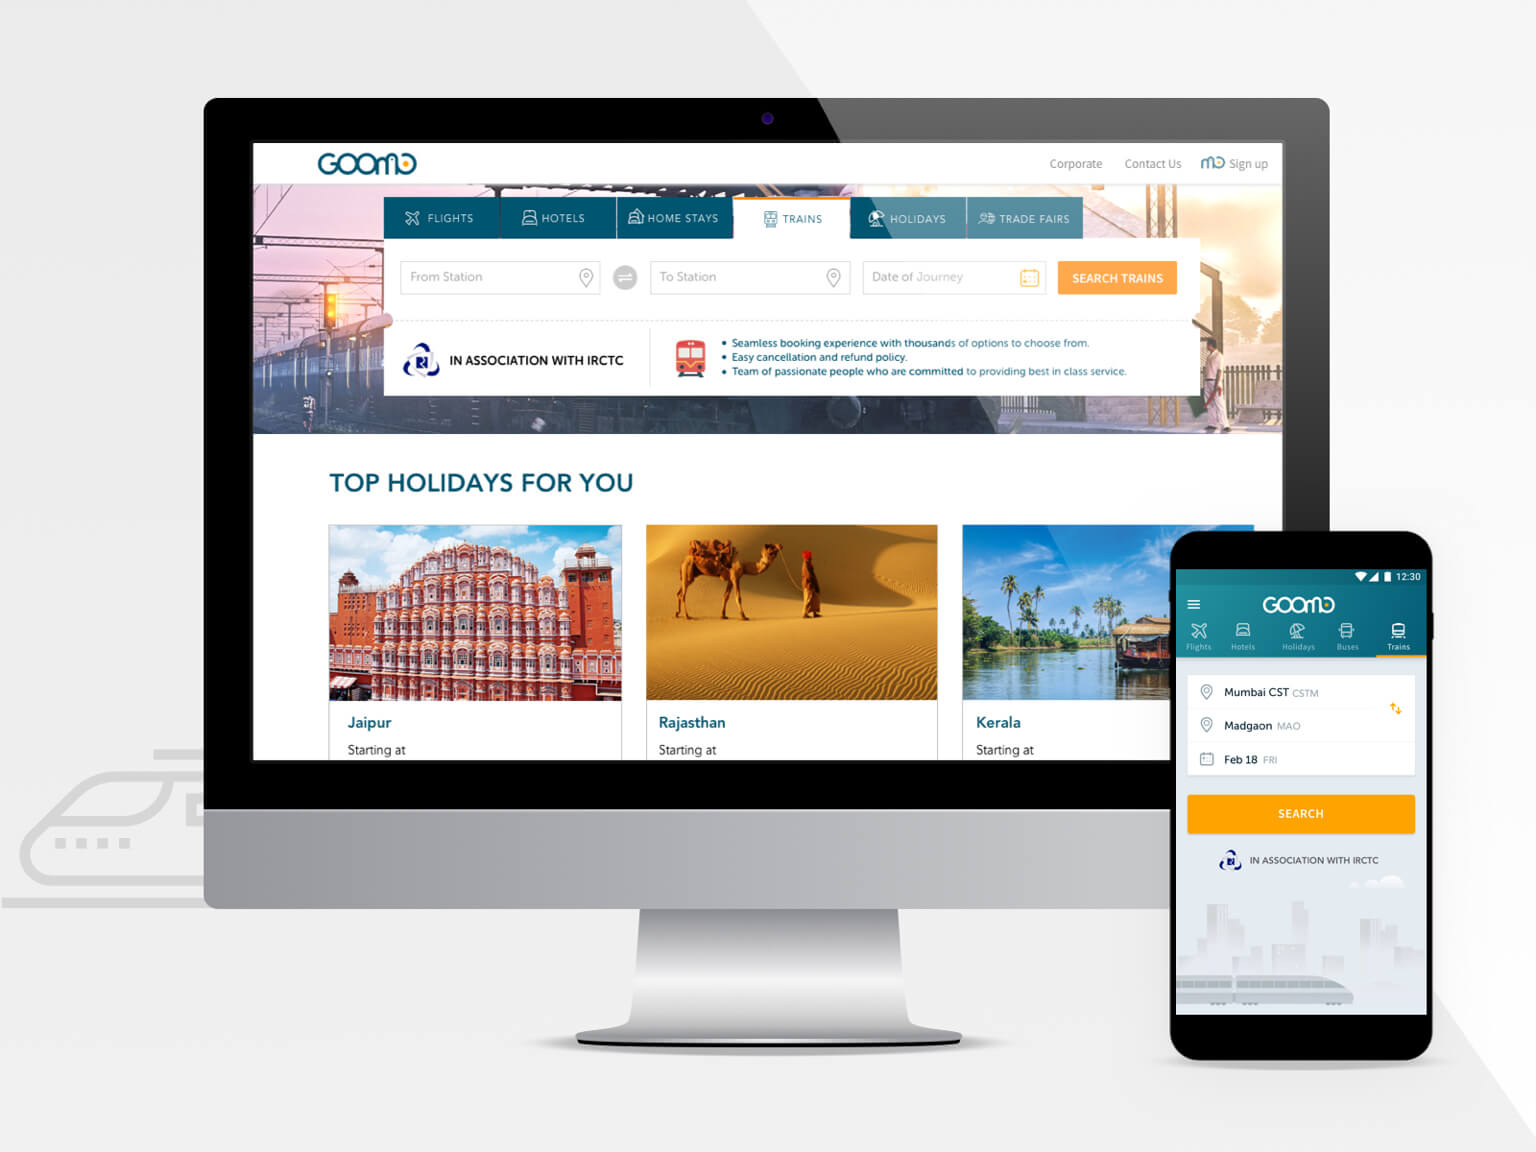 GOOMO
Corporate Contact Us mo Sign up
FLIGHTS HOTELS HOME STAYS TRAINS HOLIDAYS TRADE FAIRS
From Station To Station Date of Journey SEARCH TRAINS
IN ASSOCIATION WITH IRCTC
• Seamless booking experience with thousands of options to choose from.
• Easy cancellation and refund policy.
• Team of passionate people who are committed to providing best in class service.
TOP HOLIDAYS FOR YOU
Jaipur
Starting at
Rajasthan
Starting at
Kerala
Starting at
12:30
GOOMO
Flights Hotels Holidays Buses Trains
Mumbai CST CSTM
Madgaon MAO
Feb 18 FRI
SEARCH
IN ASSOCIATION WITH IRCTC